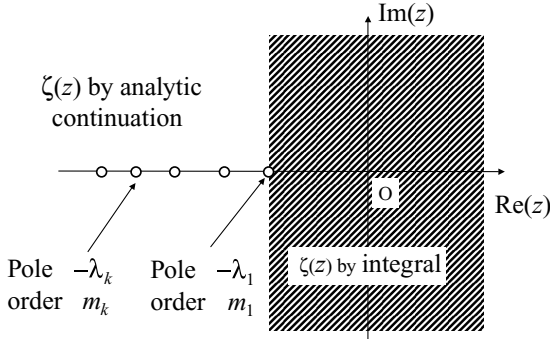 Im(z)
ζ(z) by analytic
continuation
O
Re(z)
Pole −λk
order mk
Pole −λ1
order m1
ζ(z) by integral